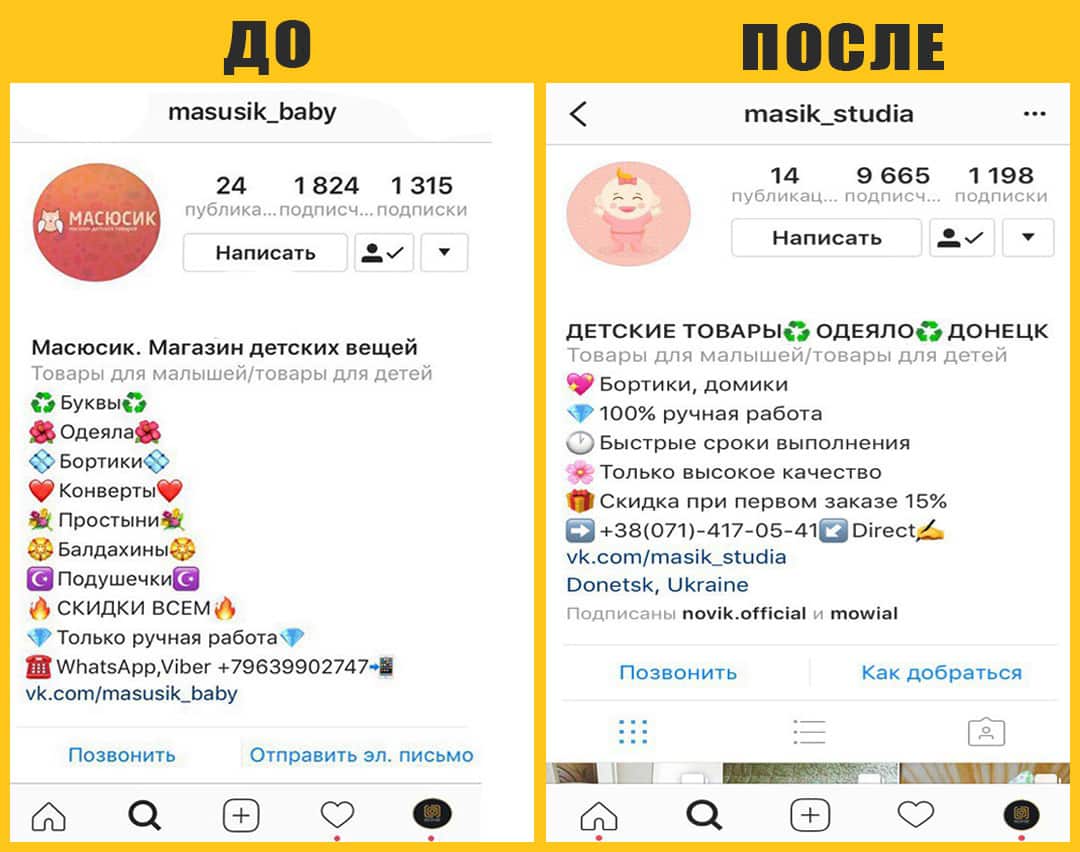 ДО
masusik_baby
МАСЮСИК
24 1 824 1 315
публика... подписч... подписки
Написать
Масюсик. Магазин детских вещей
Товары для малышей/товары для детей
Буквы
Одеяла
Бортики
Конверты
Простыни
Балдахины
Подушечки
СКИДКИ ВСЕМ
Только ручная работа
WhatsApp,Viber +79639902747
vk.com/masusik_baby
Позвонить Отправить эл. письмо
ПОСЛЕ
masik_studia
14 9 665 1 198
публикац... подписч... подписки
Написать
ДЕТСКИЕ ТОВАРЫ ОДЕЯЛО ДОНЕЦК
Товары для малышей/товары для детей
Бортики, домики
100% ручная работа
Быстрые сроки выполнения
Только высокое качество
Скидка при первом заказе 15%
+38(071)-417-05-41 Direct
vk.com/masik_studia
Donetsk, Ukraine
Подписаны novik.official и mowial
Позвонить Как добраться